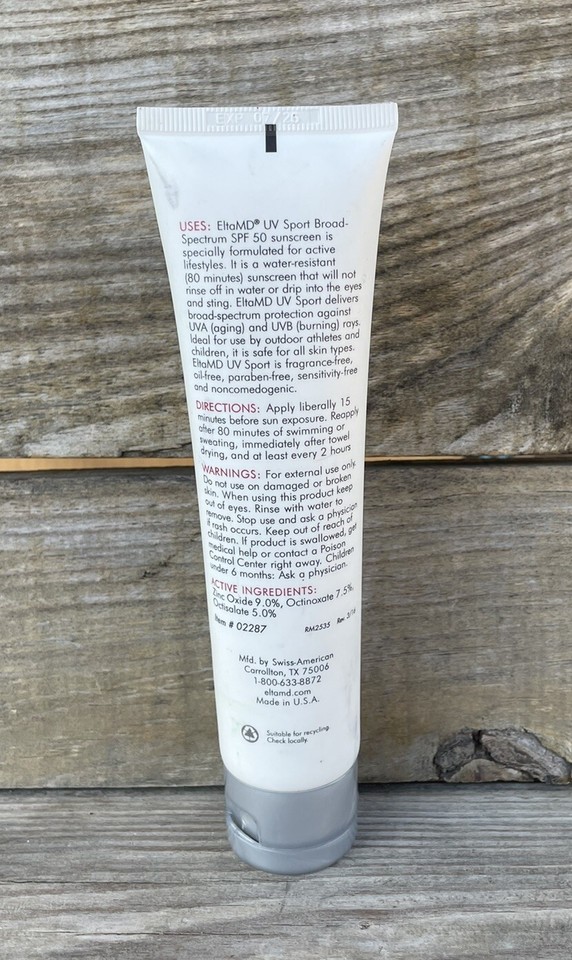 EXP 07/26
USES: EltaMD® UV Sport Broad-
Spectrum SPF 50 sunscreen is
specially formulated for active
lifestyles. It is a water-resistant
(80 minutes) sunscreen that will not
rinse off in water or drip into the eyes
and sting. EltaMD UV Sport delivers
broad-spectrum protection against
UVA (aging) and UVB (burning) rays.
Ideal for use by outdoor athletes and
children, it is safe for all skin types.
EltaMD UV Sport is fragrance-free,
oil-free, paraben-free, sensitivity-free
and noncomedogenic.
DIRECTIONS: Apply liberally 15
minutes before sun exposure. Reapply
after 80 minutes of swimming or
sweating, immediately after towel
drying, and at least every 2 hours
WARNINGS: For external use only.
Do not use on damaged or broken
skin. When using this product keep
out of eyes. Rinse with water to
remove. Stop use and ask a physician
if rash occurs. Keep out of reach of
children. If product is swallowed, get
medical help or contact a Poison
Control Center right away. Children
under 6 months: Ask a physician.
ACTIVE INGREDIENTS:
Zinc Oxide 9.0%, Octinoxate 7.5%,
Octisalate 5.0%
Item # 02287 RM2535 Rev.
Mfd. by Swiss-American
Carrollton, TX 75006
1-800-633-8872
eltamd.com
Made in U.S.A.
Suitable for recycling.
Check locally.